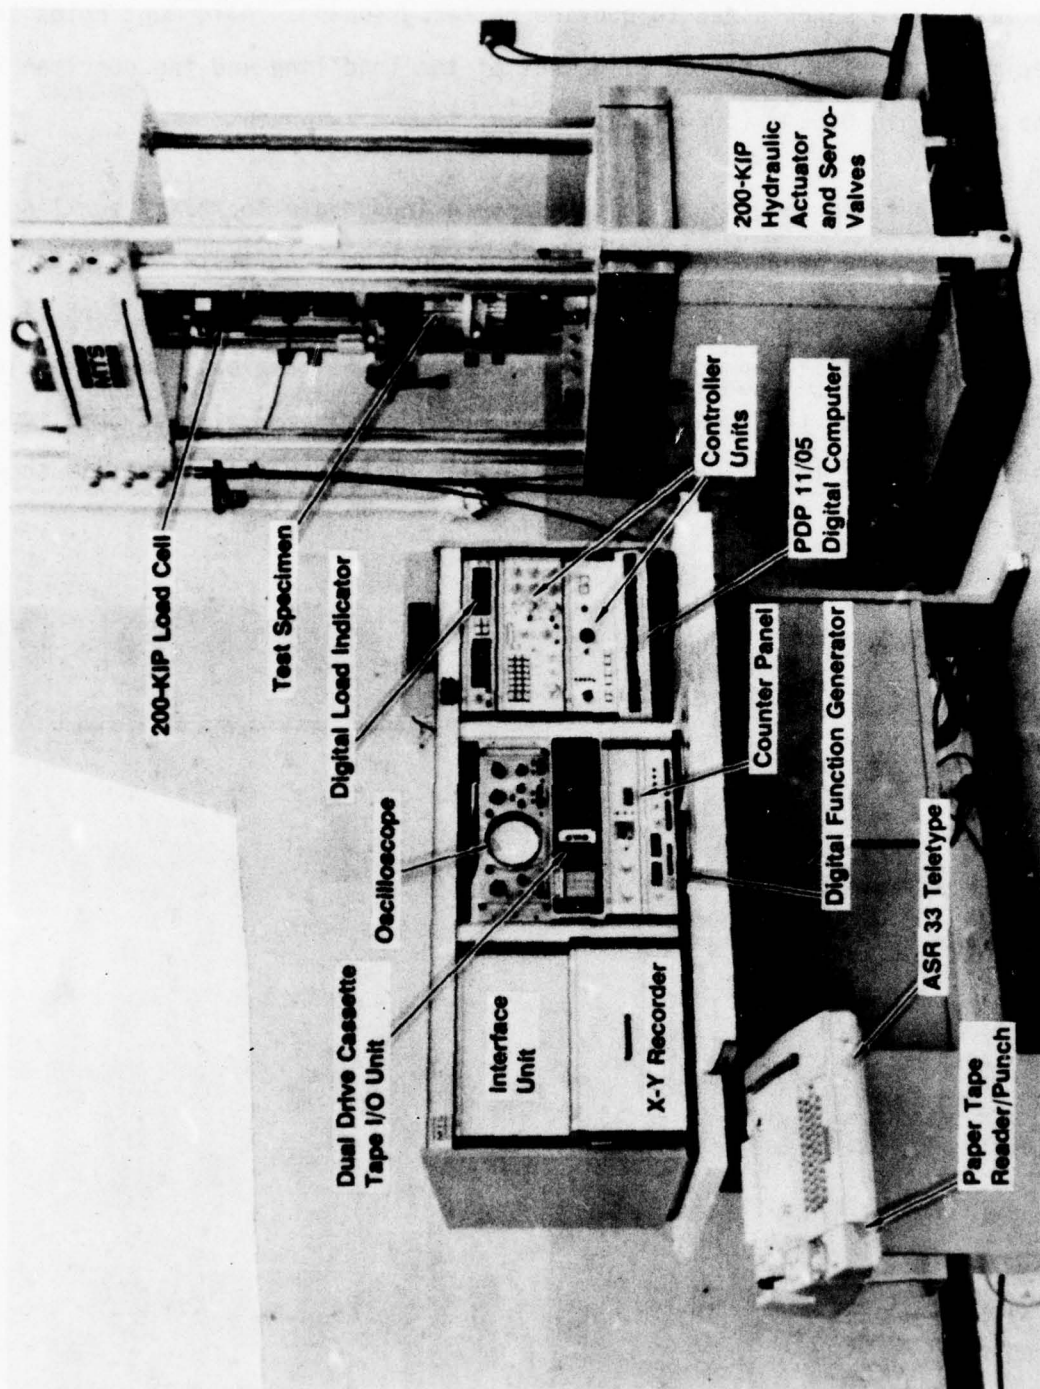 200-KIP Load Cell
Test Specimen
Digital Load Indicator
Oscilloscope
Dual Drive Cassette
Tape I/O Unit
Interface
Unit
X-Y Recorder
MTS
MTS
200-KIP
Hydraulic
Actuator
and Servo-
Valves
Controller
Units
PDP 11/05
Digital Computer
Counter Panel
Digital Function Generator
ASR 33 Teletype
Paper Tape
Reader/Punch